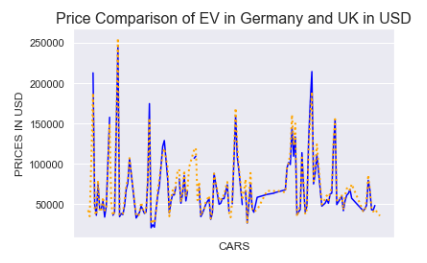 Price Comparison of EV in Germany and UK in USD
250000
200000
150000
100000
50000
PRICES IN USD
CARS